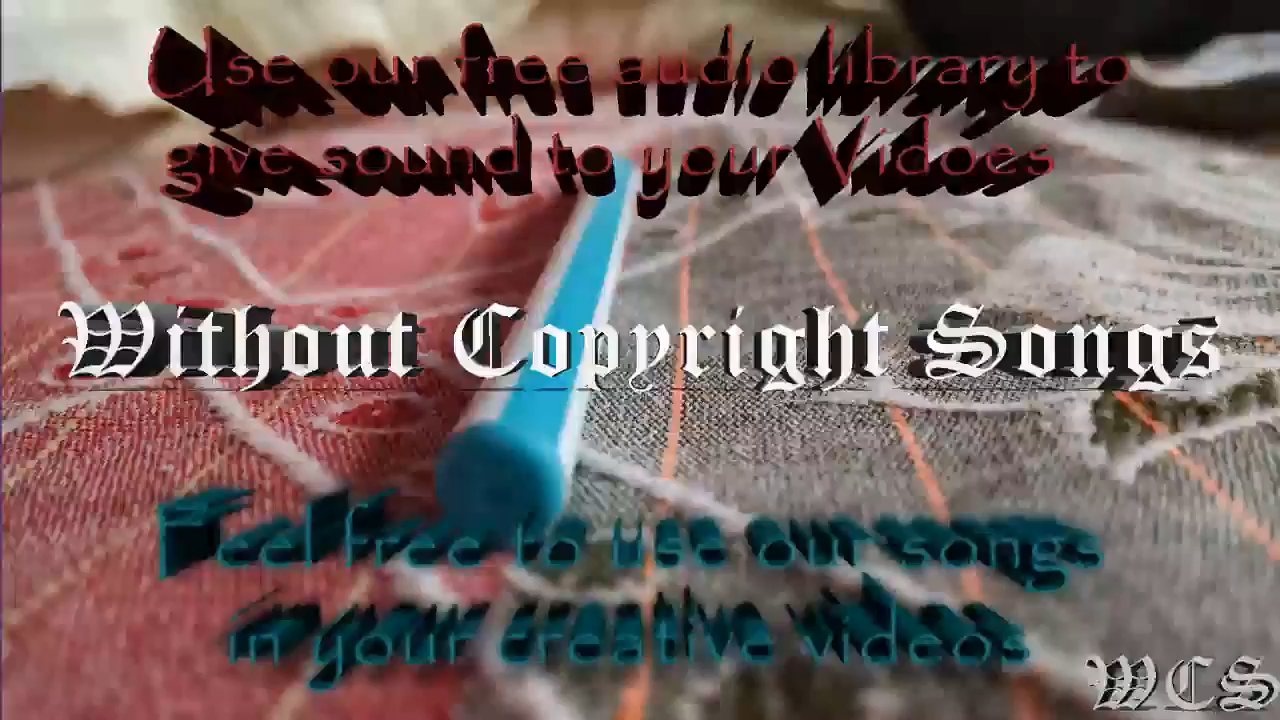 Use our free audio library to
give sound to your Vidoes
Without Copyright Songs
Feel free to use our songs
in your creative videos
WCS